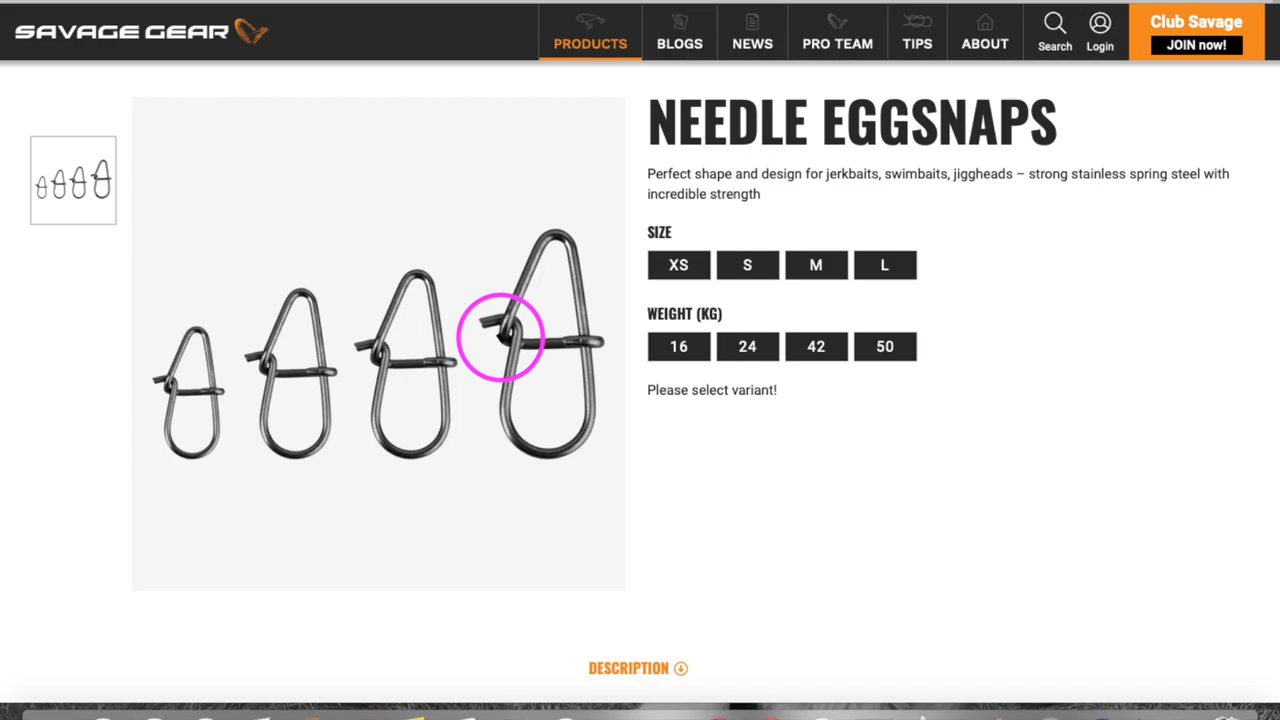 SAVAGE GEAR
PRODUCTS
BLOGS
NEWS
PRO TEAM
TIPS
ABOUT
Search
Login
Club Savage
JOIN now!
NEEDLE EGGSNAPS
Perfect shape and design for jerkbaits, swimbaits, jiggheads – strong stainless spring steel with
incredible strength
SIZE
XS S M L
WEIGHT (KG)
16 24 42 50
Please select variant!
DESCRIPTION